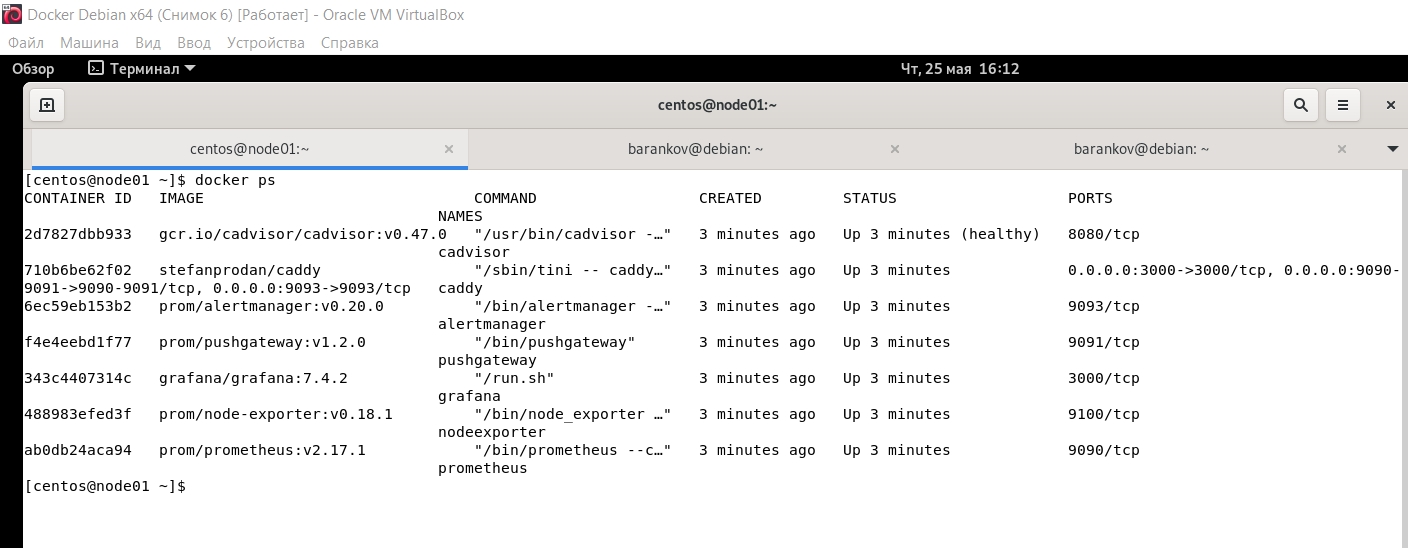 Docker Debian x64 (Снимок 6) [Работает] - Oracle VM VirtualBox
Файл Машина Вид Ввод Устройства Справка
Обзор Терминал Чт, 25 мая 16:12
centos@node01:~
centos@node01:~ barankov@debian: ~ barankov@debian: ~
[centos@node01 ~]$ docker ps
CONTAINER ID IMAGE COMMAND CREATED STATUS PORTS
NAMES
2d7827dbb933 gcr.io/cadvisor/cadvisor:v0.47.0 "/usr/bin/cadvisor -…" 3 minutes ago Up 3 minutes (healthy) 8080/tcp
cadvisor
710b6be62f02 stefanprodan/caddy "/sbin/tini -- caddy…" 3 minutes ago Up 3 minutes 0.0.0.0:3000->3000/tcp, 0.0.0.0:9090-
9091->9090-9091/tcp, 0.0.0.0:9093->9093/tcp caddy
6ec59eb153b2 prom/alertmanager:v0.20.0 "/bin/alertmanager -…" 3 minutes ago Up 3 minutes 9093/tcp
alertmanager
f4e4eebd1f77 prom/pushgateway:v1.2.0 "/bin/pushgateway" 3 minutes ago Up 3 minutes 9091/tcp
pushgateway
343c4407314c grafana/grafana:7.4.2 "/run.sh" 3 minutes ago Up 3 minutes 3000/tcp
grafana
488983efed3f prom/node-exporter:v0.18.1 "/bin/node_exporter …" 3 minutes ago Up 3 minutes 9100/tcp
nodeexporter
ab0db24aca94 prom/prometheus:v2.17.1 "/bin/prometheus --c…" 3 minutes ago Up 3 minutes 9090/tcp
prometheus
[centos@node01 ~]$